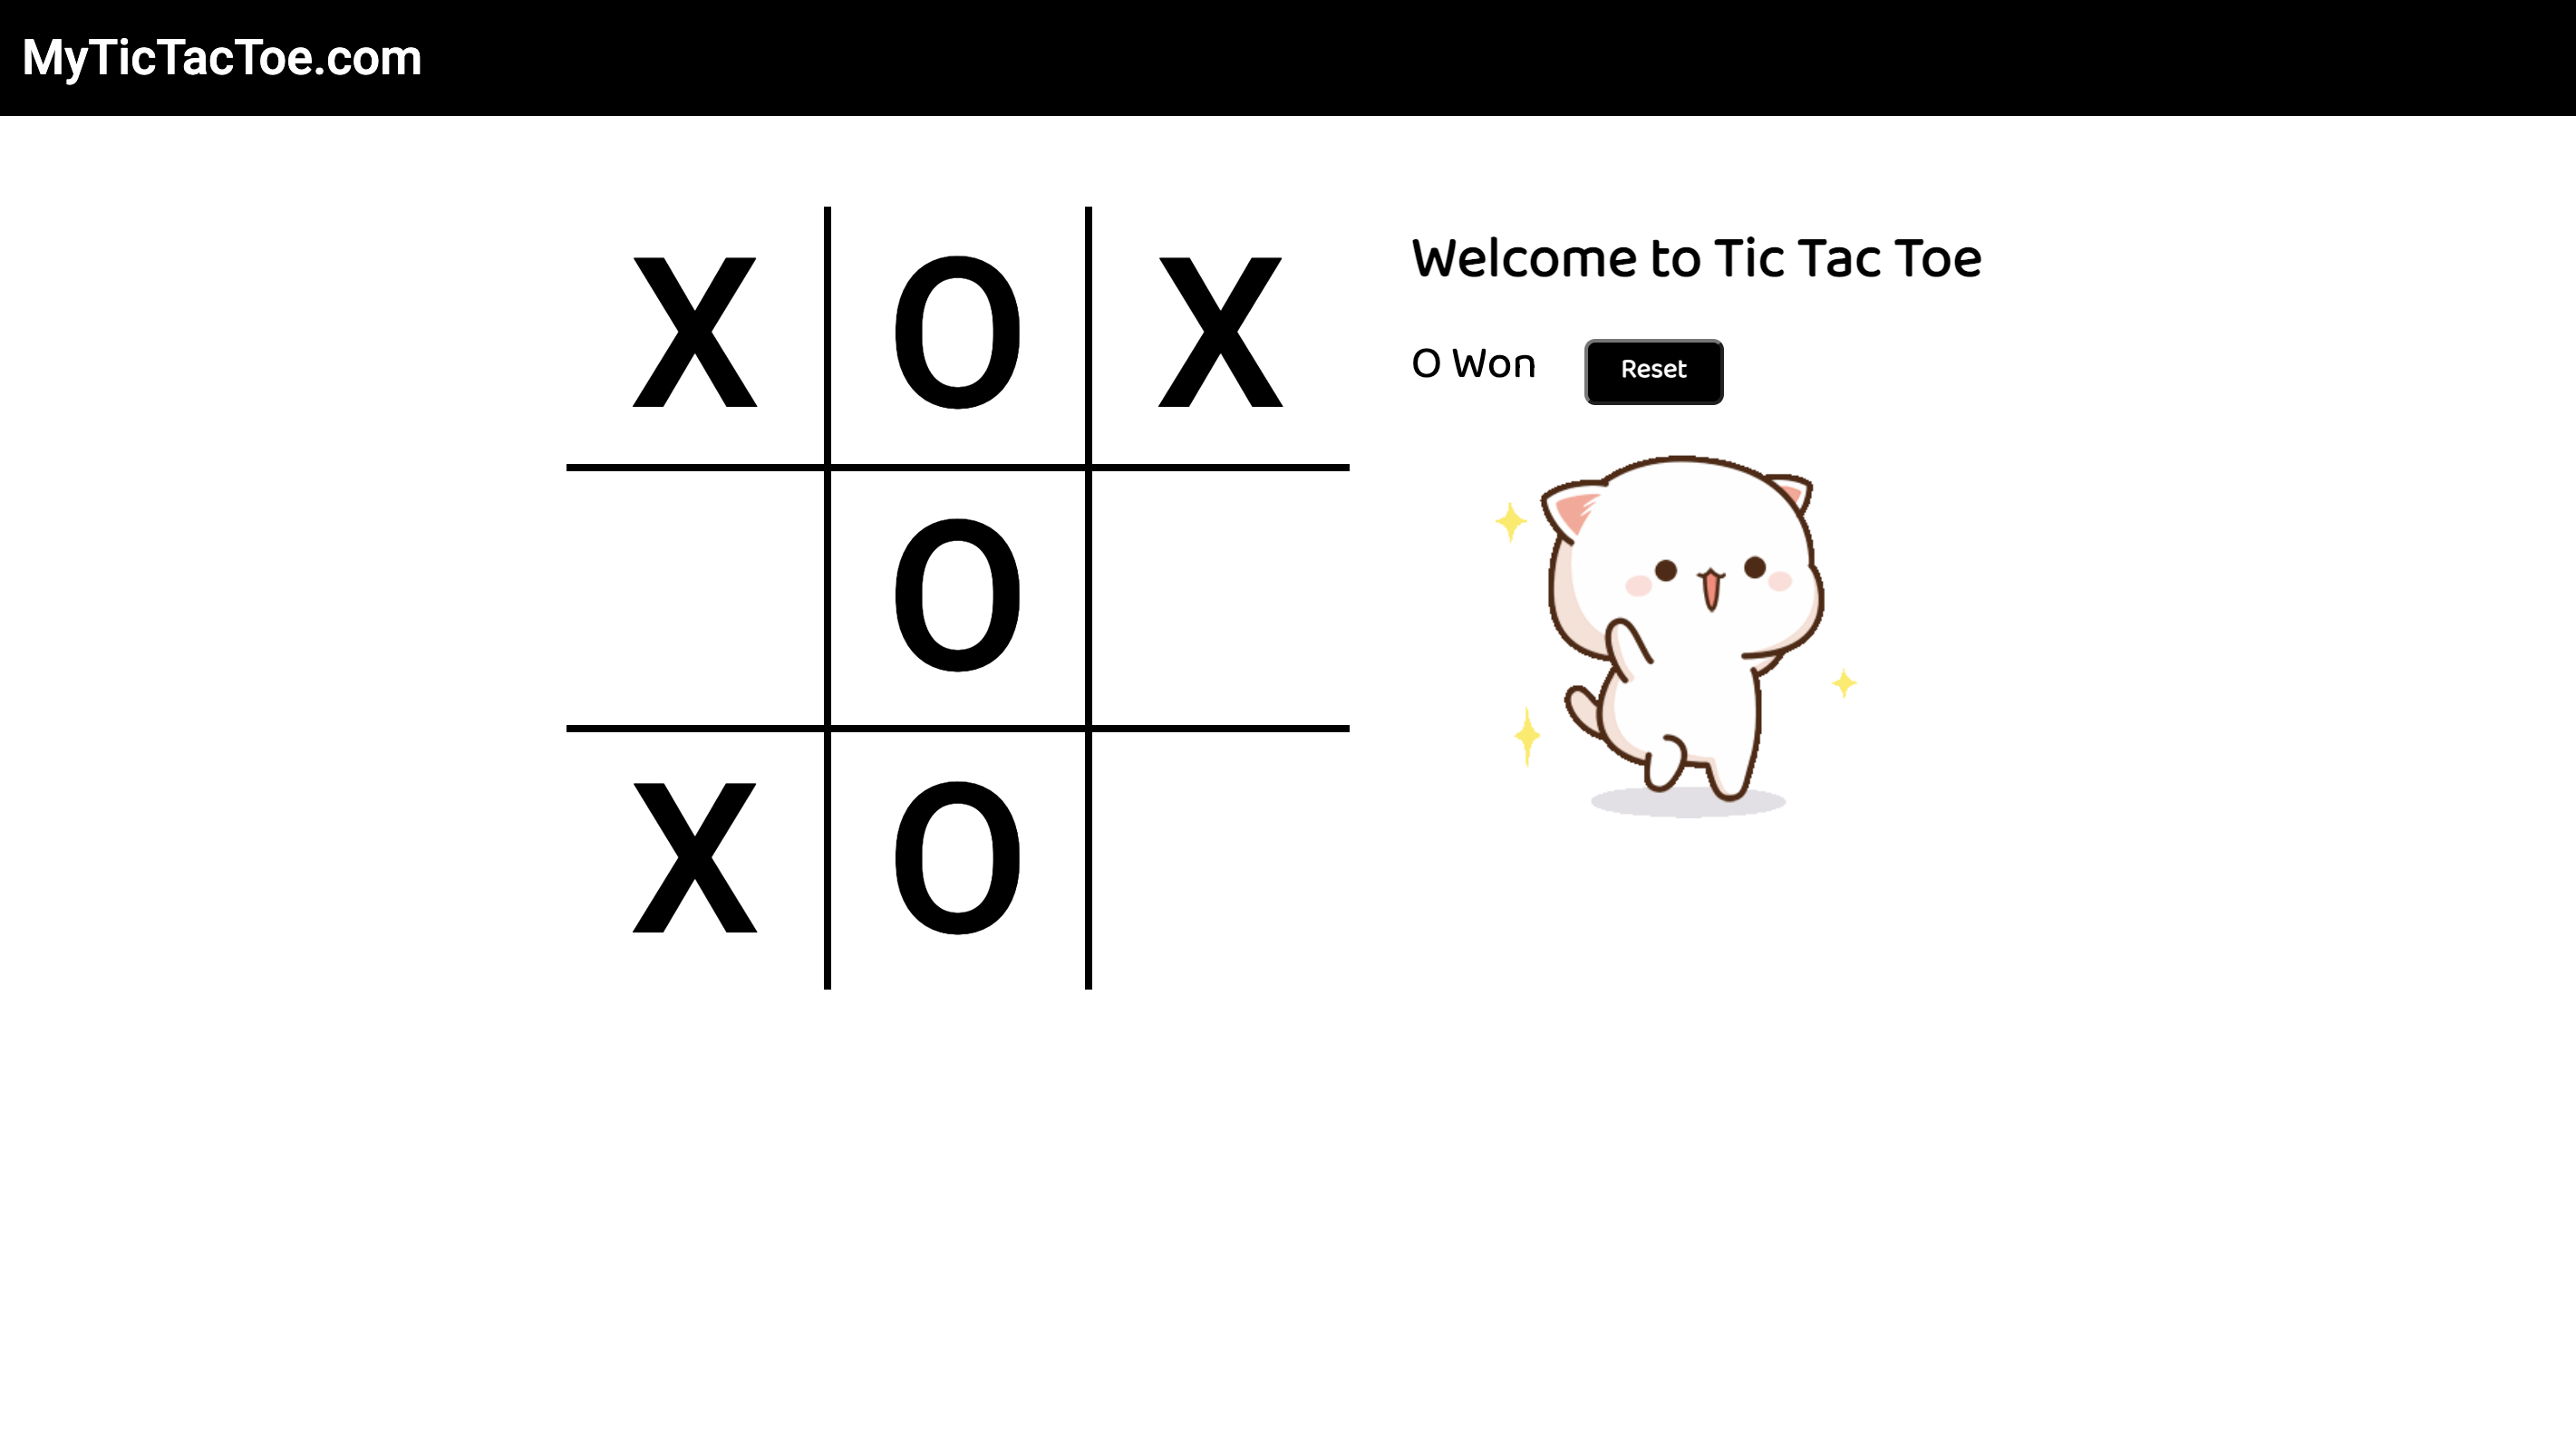 MyTicTacToe.com
X O X
O
X O
Welcome to Tic Tac Toe
O Won
Reset